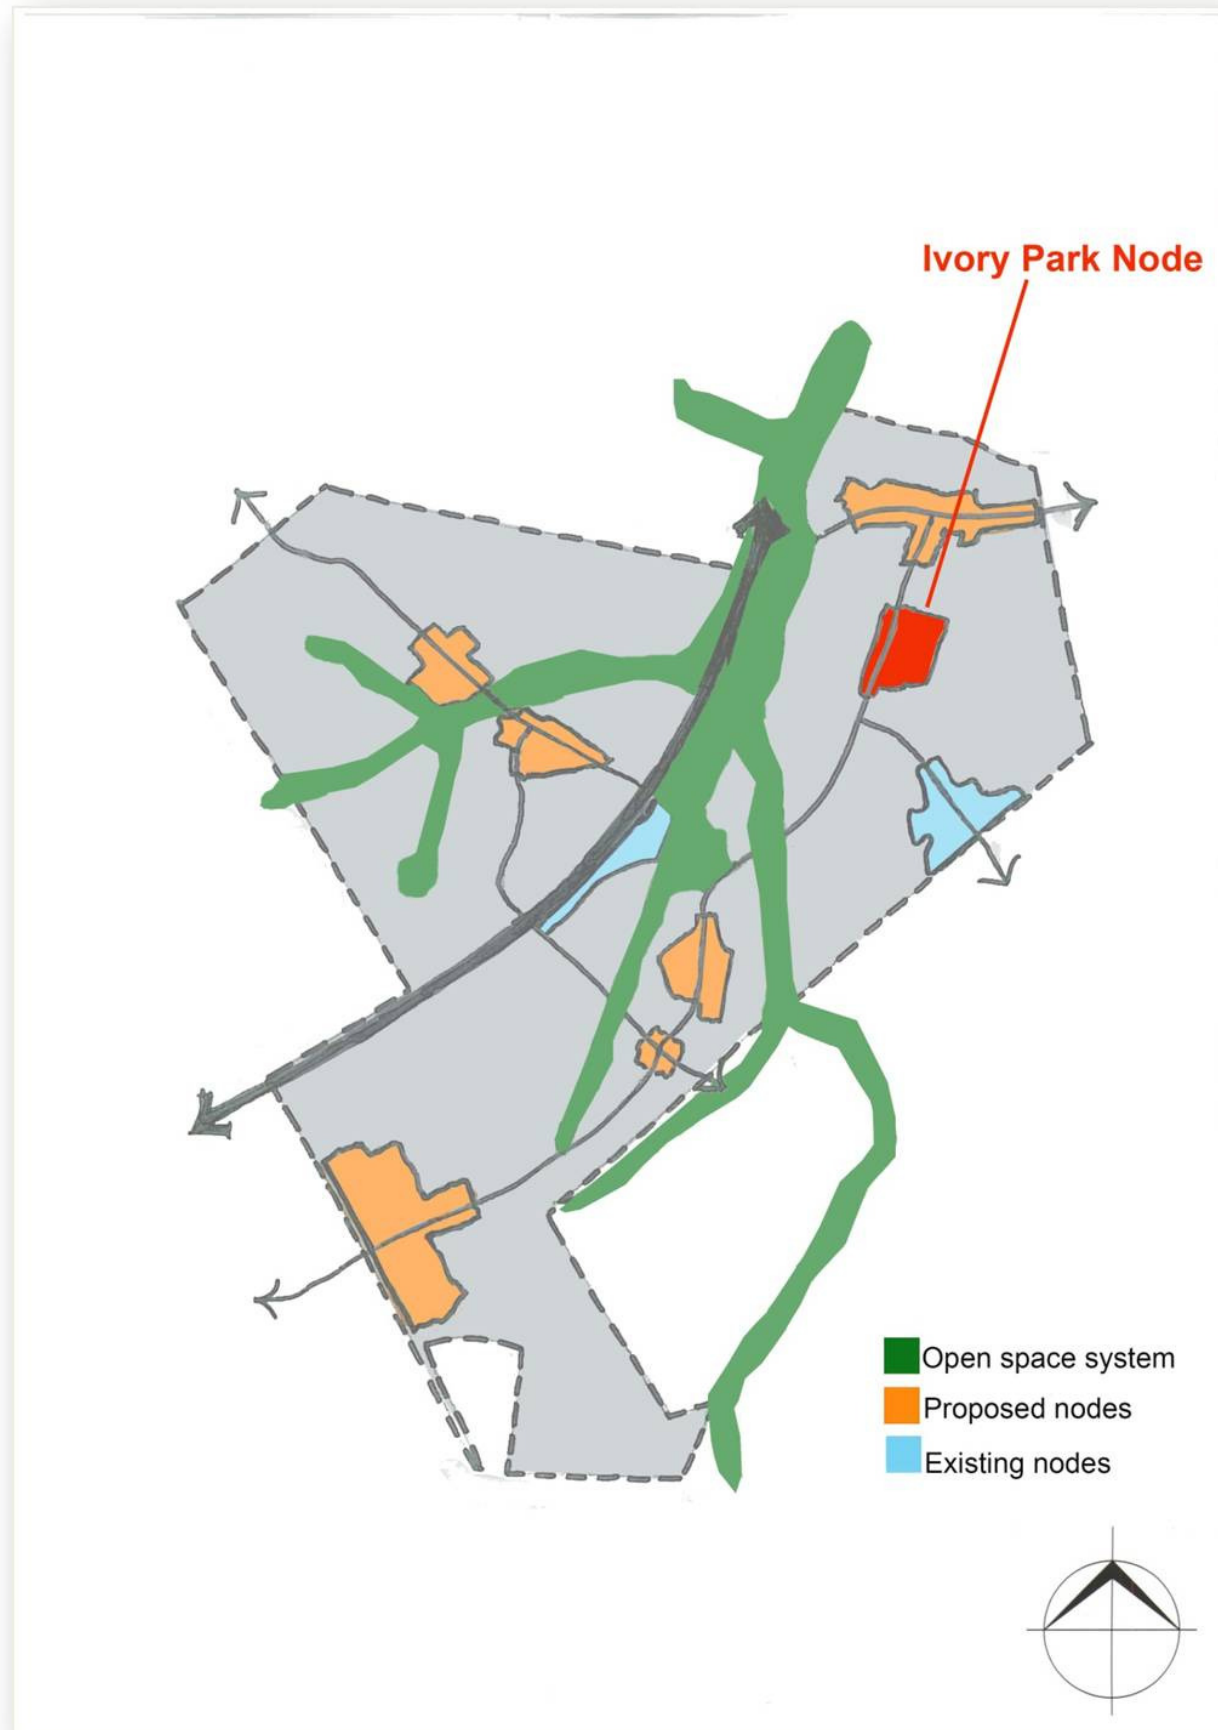 Ivory Park Node
Open space system
Proposed nodes
Existing nodes